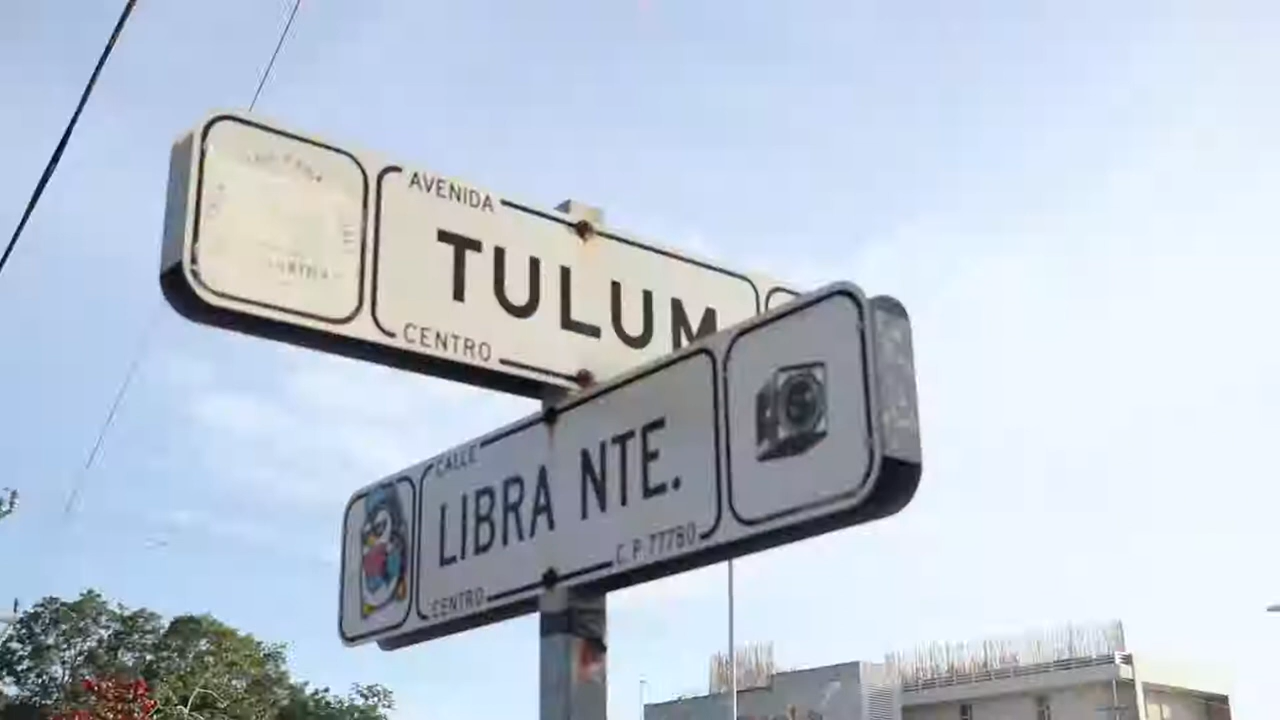 AVENIDA
TULUM
CENTRO
CALLE
LIBRA NTE.
CENTRO
C.P. 77780